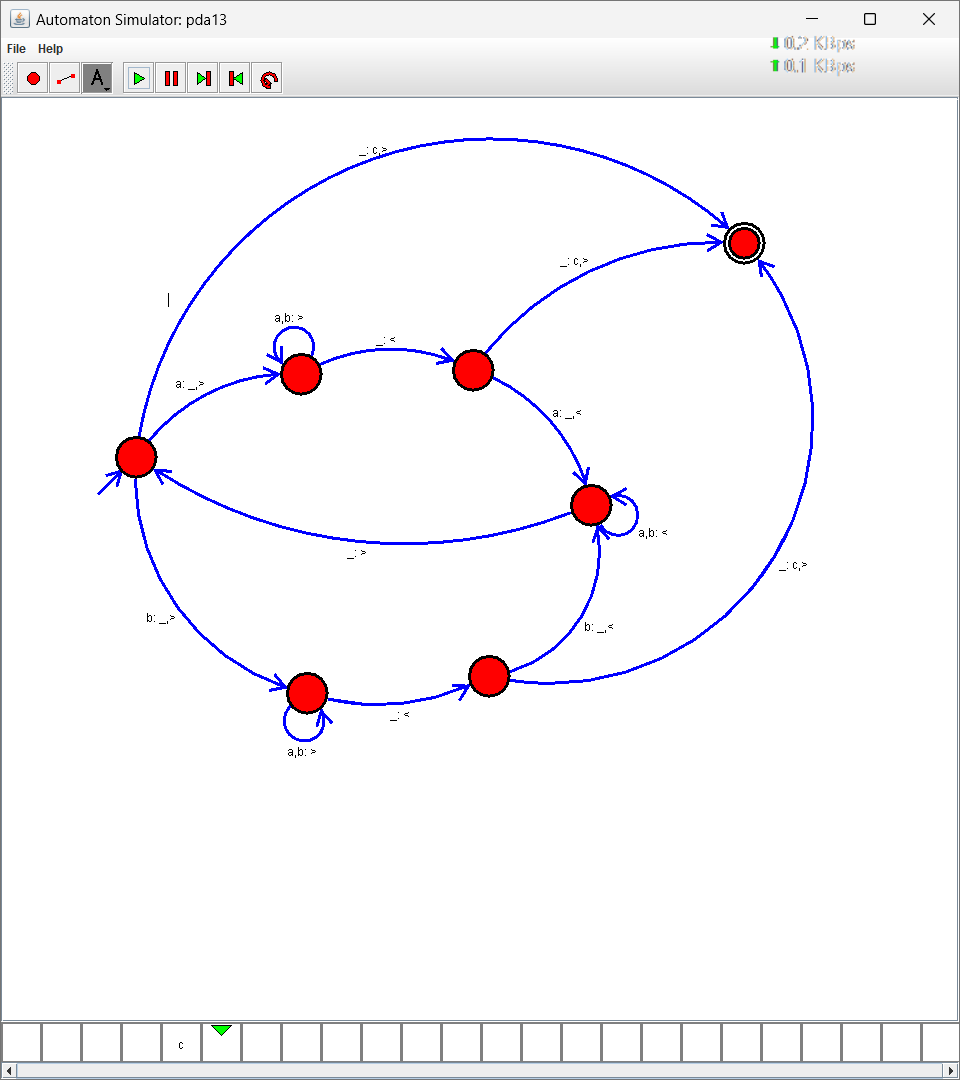 Automaton Simulator: pda13
File Help
0.2 KBps
0.1 KBps
A
_: c,>
_: c,>
a,b: >
_: <
a: _,>
a: _,<
a,b: <
_: >
_: c,>
b: _,>
b: _,<
_: <
a,b: >
c